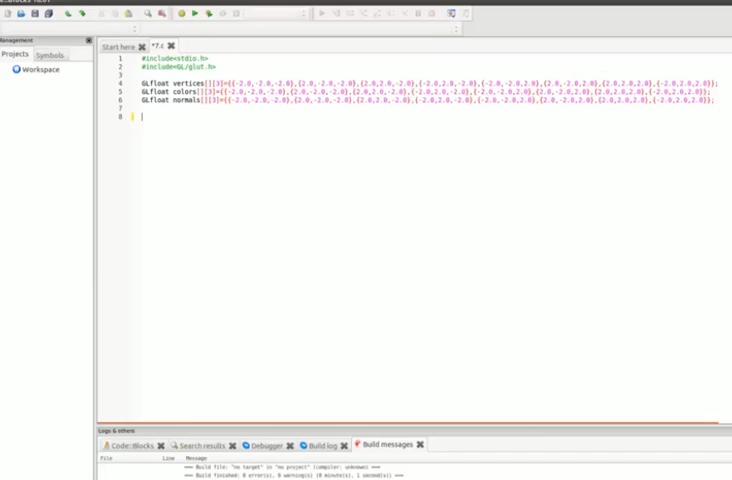 Start here
*7.c
Projects
Symbols
Workspace
1 #include<stdio.h>
2 #include<GL/glut.h>
3
4 GLfloat vertices[][3]={{-2.0,-2.0,-2.0},{2.0,-2.0,-2.0},{2.0,2.0,-2.0},{-2.0,2.0,-2.0},{-2.0,-2.0,2.0},{2.0,-2.0,2.0},{2.0,2.0,2.0},{-2.0,2.0,2.0}};
5 GLfloat colors[][3]={{-2.0,-2.0,-2.0},{2.0,-2.0,-2.0},{2.0,2.0,-2.0},{-2.0,2.0,-2.0},{-2.0,-2.0,2.0},{2.0,-2.0,2.0},{2.0,2.0,2.0},{-2.0,2.0,2.0}};
6 GLfloat normals[][3]={{-2.0,-2.0,-2.0},{2.0,-2.0,-2.0},{2.0,2.0,-2.0},{-2.0,2.0,-2.0},{-2.0,-2.0,2.0},{2.0,-2.0,2.0},{2.0,2.0,2.0},{-2.0,2.0,2.0}};
7
8
Logs & others
Code::Blocks Search results Debugger Build log Build messages
File Line Message
=== Build file: "no target" in "no project" (compiler: unknown) ===
=== Build finished: 0 error(s), 0 warning(s) (0 minute(s), 1 second(s)) ===